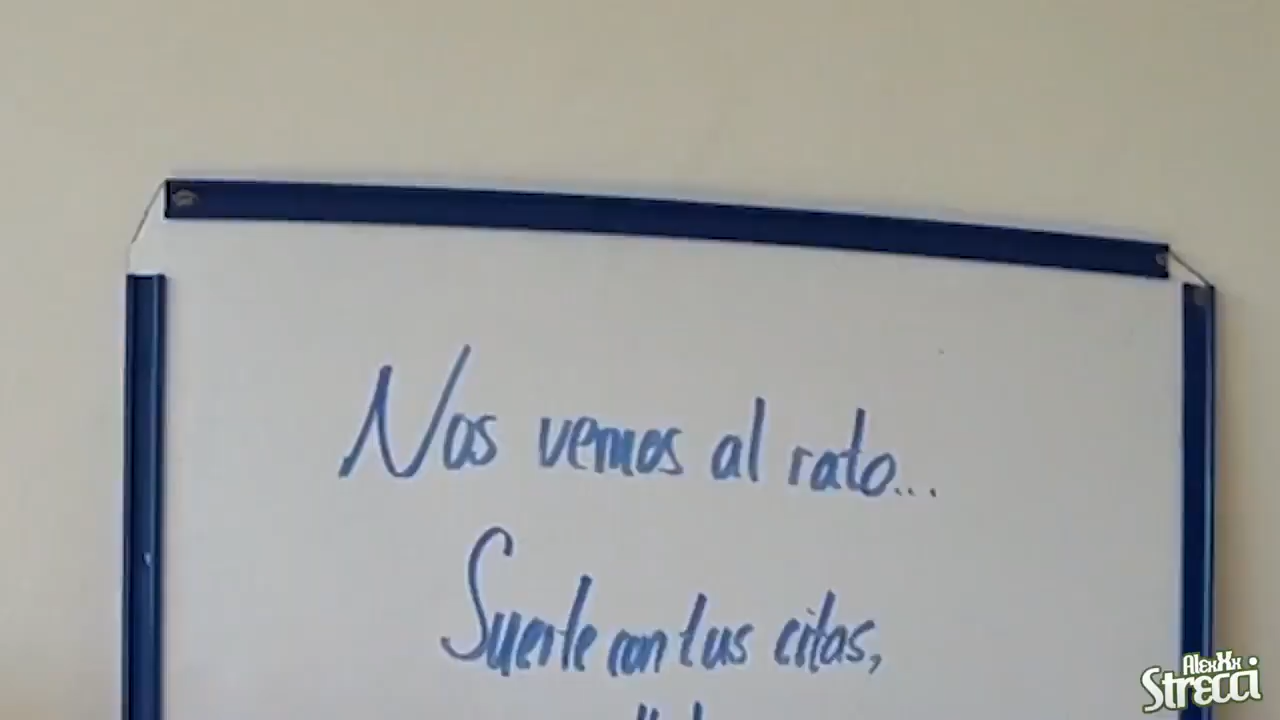 Nos vemos al rato...
Suerte con tus citas,
AlexXx
Strecci